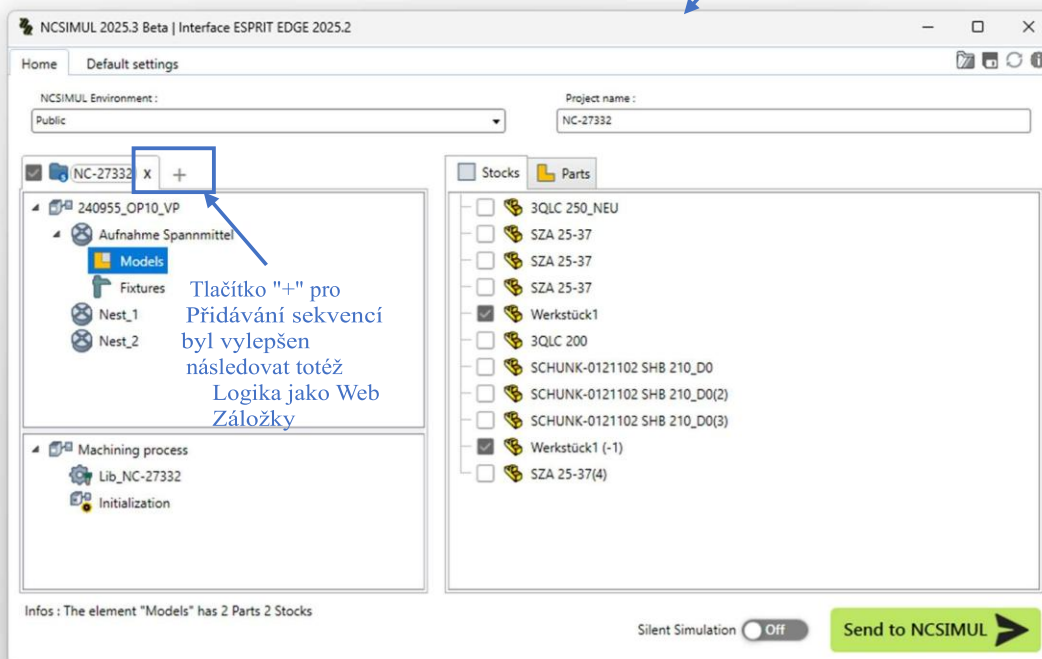 NCSIMUL 2025.3 Beta | Interface ESPRIT EDGE 2025.2
Home Default settings
NCSIMUL Environment : Project name :
Public NC-27332
NC-27332 x +
Stocks Parts
240955_OP10_VP
Aufnahme Spannmittel
Models
Fixtures
Nest_1
Nest_2
Tlačítko "+" pro
Přidávání sekvencí
byl vylepšen
následovat totéž
Logika jako Web
Záložky
3QLC 250_NEU
SZA 25-37
SZA 25-37
SZA 25-37
Werkstück1
3QLC 200
SCHUNK-0121102 SHB 210_D0
SCHUNK-0121102 SHB 210_D0(2)
SCHUNK-0121102 SHB 210_D0(3)
Werkstück1 (-1)
SZA 25-37(4)
Machining process
Lib_NC-27332
Initialization
Infos : The element "Models" has 2 Parts 2 Stocks
Silent Simulation Off
Send to NCSIMUL